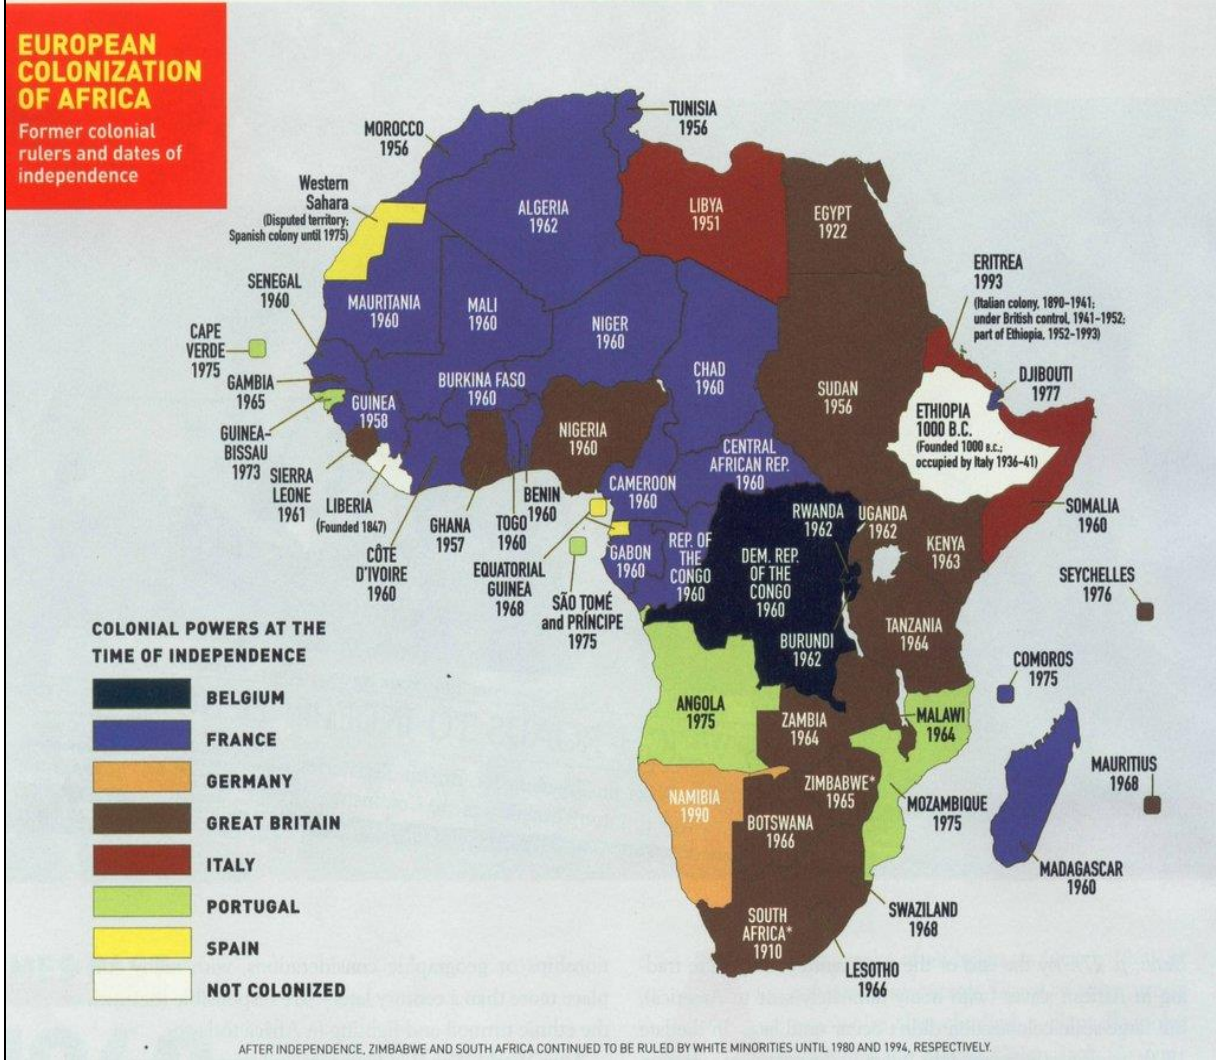 EUROPEAN
COLONIZATION
OF AFRICA
Former colonial
rulers and dates of
independence
TUNISIA
1956
MOROCCO
1956
Western
Sahara
(Disputed territory;
Spanish colony until 1975)
ALGERIA
1962
LIBYA
1951
EGYPT
1922
ERITREA
1993
(Italian colony, 1890–1941;
under British control, 1941–1952;
part of Ethiopia, 1952–1993)
SENEGAL
1960
MAURITANIA
1960
MALI
1960
NIGER
1960
CHAD
1960
SUDAN
1956
CAPE
VERDE
1975
GAMBIA
1965
BURKINA FASO
1960
GUINEA
1958
DJIBOUTI
1977
ETHIOPIA
1000 B.C.
(Founded 1000 B.C.;
occupied by Italy 1936–41)
GUINEA–
BISSAU
1973
NIGERIA
1960
CENTRAL
AFRICAN REP.
1960
SIERRA
LEONE
1961
LIBERIA
(Founded 1847)
CÔTE
D'IVOIRE
1960
GHANA
1957
TOGO
1960
BENIN
1960
CAMEROON
1960
EQUATORIAL
GUINEA
1968
SÃO TOMÉ
and PRÍNCIPE
1975
GABON
1960
REP. OF
THE
CONGO
1960
DEM. REP.
OF THE
CONGO
1960
RWANDA
1962
UGANDA
1962
KENYA
1963
SOMALIA
1960
SEYCHELLES
1976
BURUNDI
1962
TANZANIA
1964
COMOROS
1975
ANGOLA
1975
ZAMBIA
1964
MALAWI
1964
MAURITIUS
1968
NAMIBIA
1990
ZIMBABWE*
1965
BOTSWANA
1966
MOZAMBIQUE
1975
MADAGASCAR
1960
SOUTH
AFRICA*
1910
SWAZILAND
1968
LESOTHO
1966
COLONIAL POWERS AT THE
TIME OF INDEPENDENCE
BELGIUM
FRANCE
GERMANY
GREAT BRITAIN
ITALY
PORTUGAL
SPAIN
NOT COLONIZED
AFTER INDEPENDENCE, ZIMBABWE AND SOUTH AFRICA CONTINUED TO BE RULED BY WHITE MINORITIES UNTIL 1980 AND 1994, RESPECTIVELY.